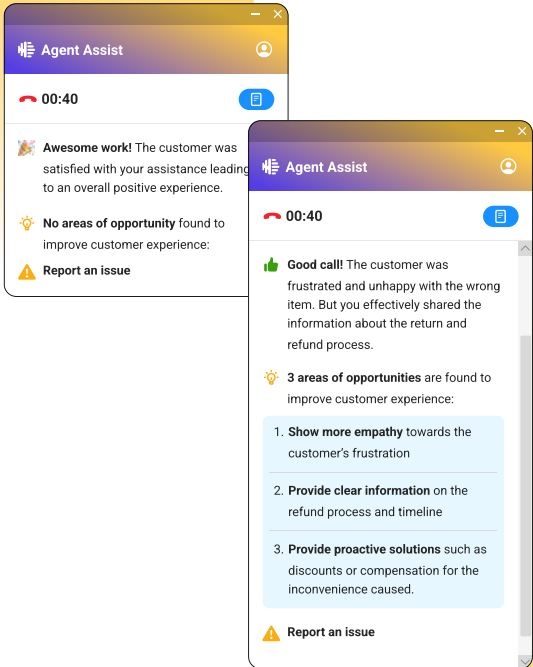 Agent Assist
00:40
Awesome work! The customer was
satisfied with your assistance leading
to an overall positive experience.
No areas of opportunity found to
improve customer experience:
Report an issue
Agent Assist
00:40
Good call! The customer was
frustrated and unhappy with the wrong
item. But you effectively shared the
information about the return and
refund process.
3 areas of opportunities are found to
improve customer experience:
1. Show more empathy towards the
customer’s frustration
2. Provide clear information on the
refund process and timeline
3. Provide proactive solutions such as
discounts or compensation for the
inconvenience caused.
Report an issue